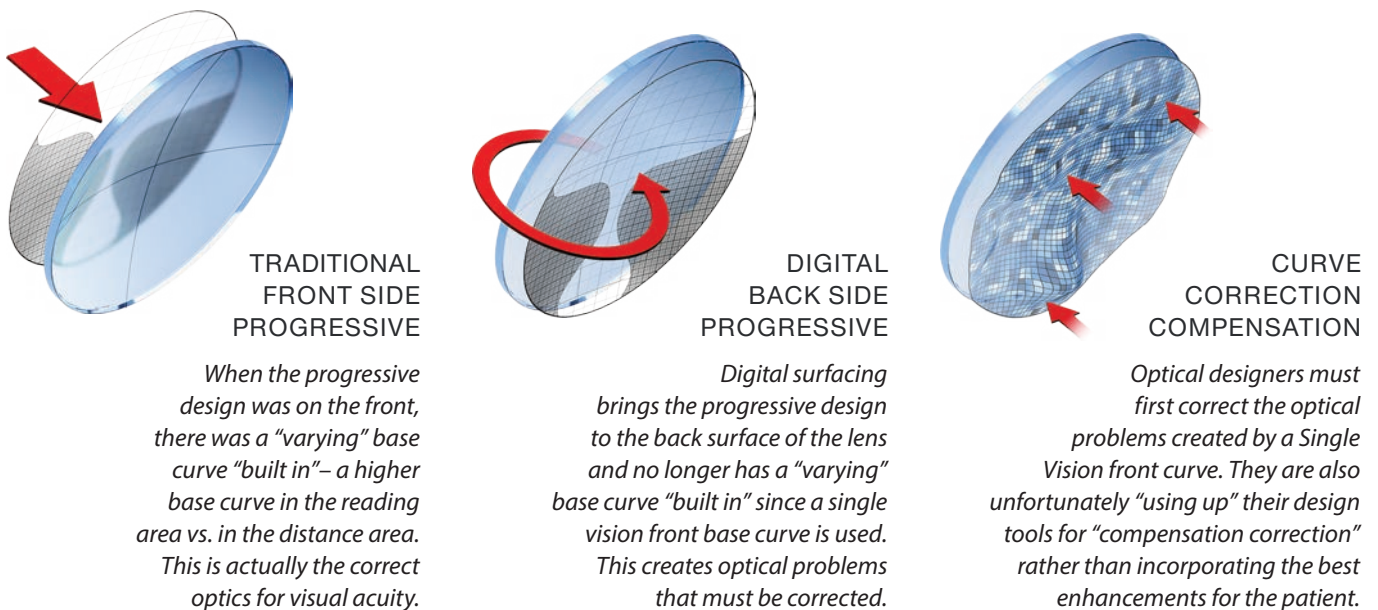 TRADITIONAL
FRONT SIDE
PROGRESSIVE
When the progressive
design was on the front,
there was a “varying” base
curve “built in”– a higher
base curve in the reading
area vs. in the distance area.
This is actually the correct
optics for visual acuity.
DIGITAL
BACK SIDE
PROGRESSIVE
Digital surfacing
brings the progressive design
to the back surface of the lens
and no longer has a “varying”
base curve “built in” since a single
vision front base curve is used.
This creates optical problems
that must be corrected.
CURVE
CORRECTION
COMPENSATION
Optical designers must
first correct the optical
problems created by a Single
Vision front curve. They are also
unfortunately “using up” their design
tools for “compensation correction”
rather than incorporating the best
enhancements for the patient.